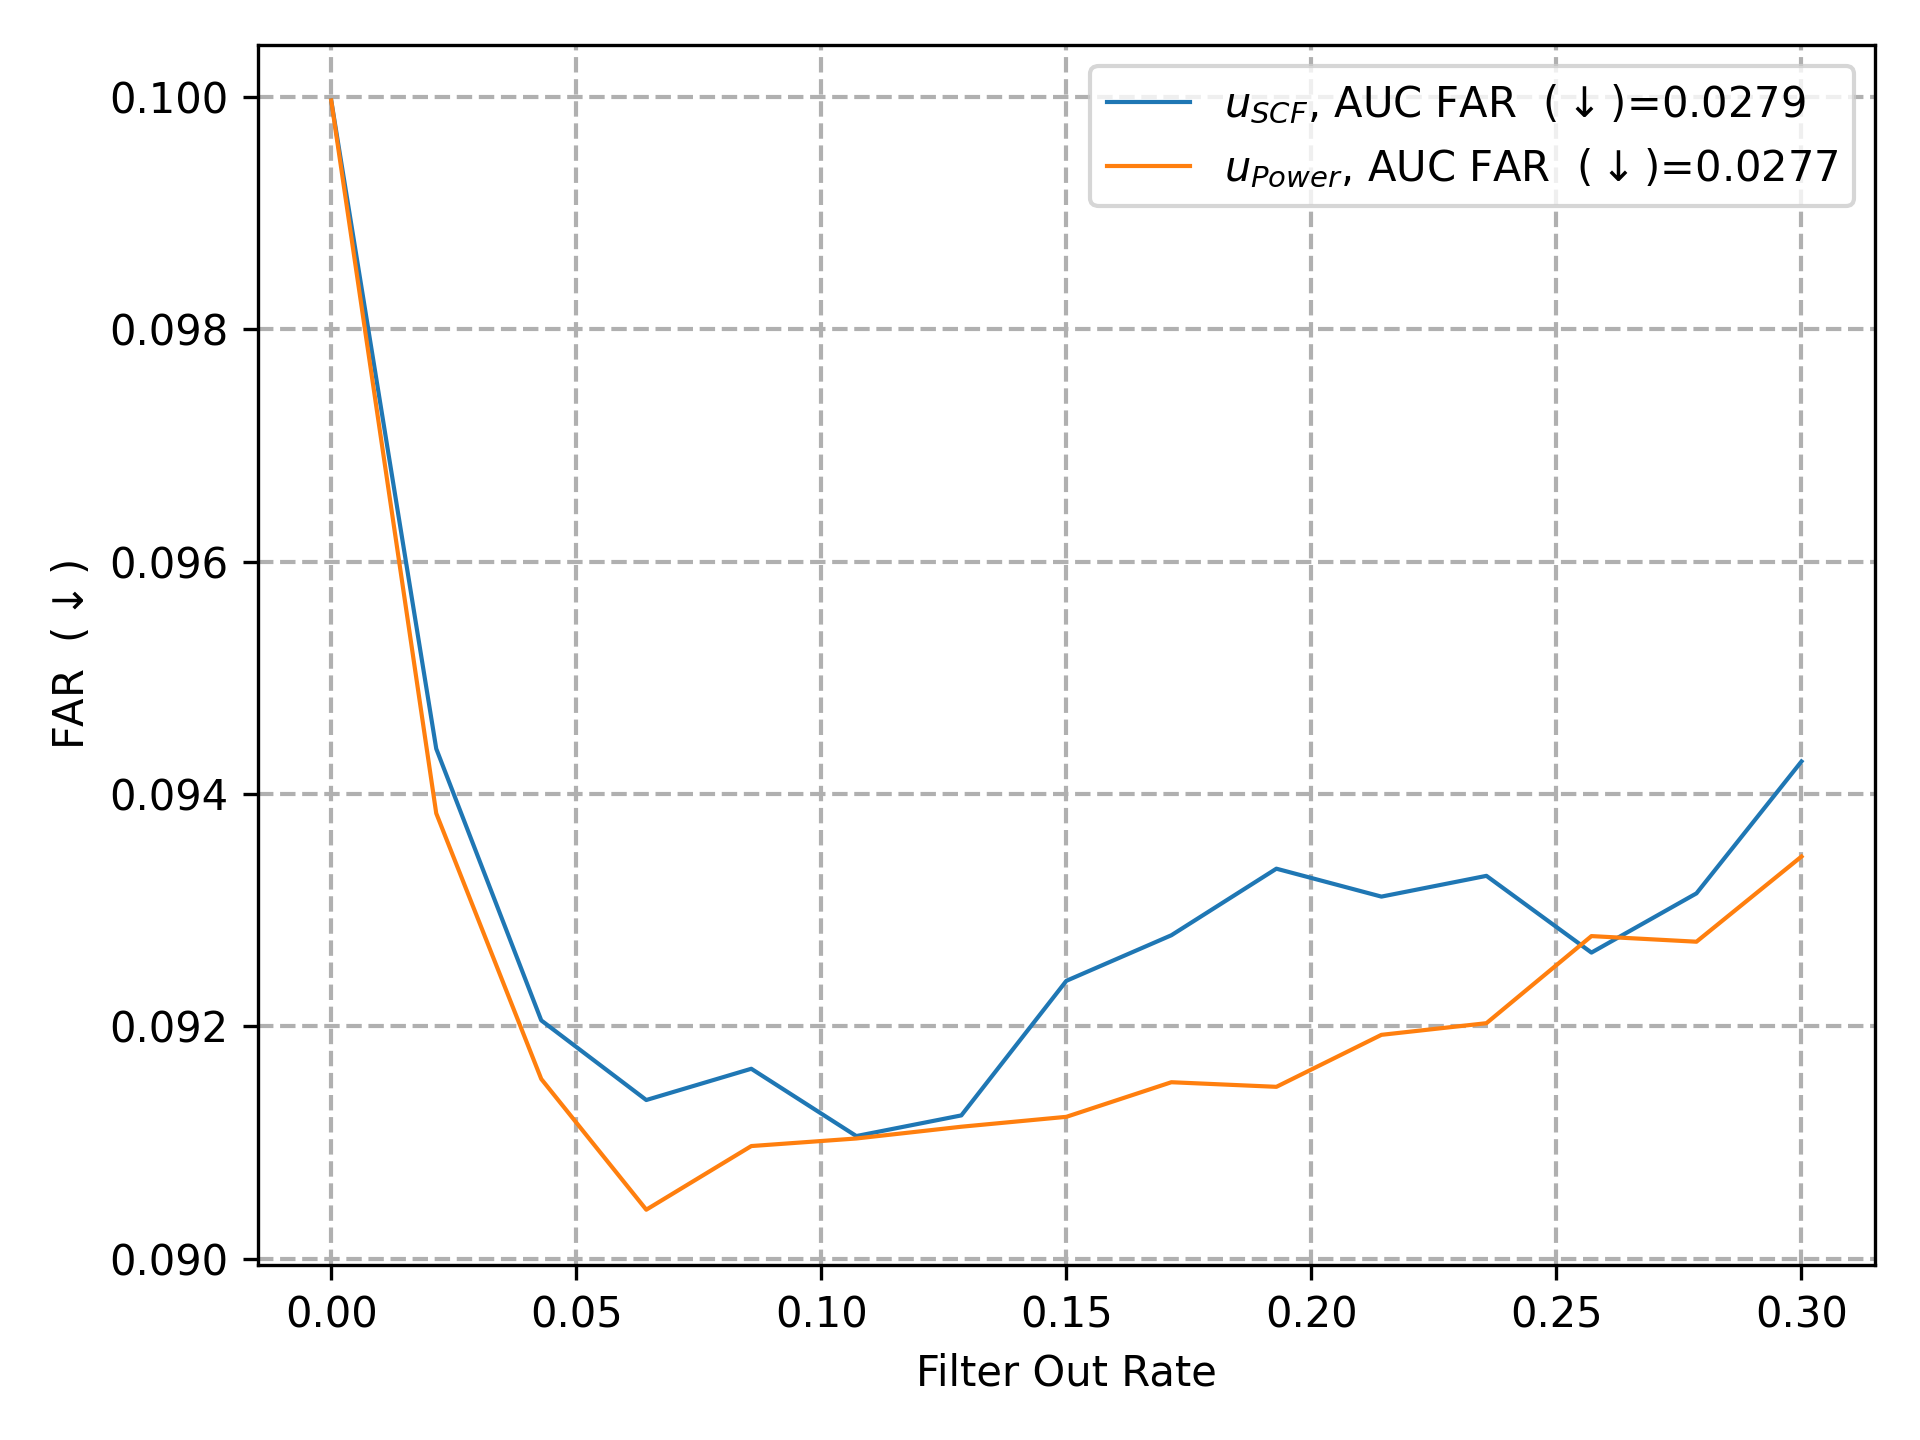 u_SCF, AUC FAR (↓)=0.0279
u_Power, AUC FAR (↓)=0.0277
FAR (↓)
0.100
0.098
0.096
0.094
0.092
0.090
0.00 0.05 0.10 0.15 0.20 0.25 0.30
Filter Out Rate